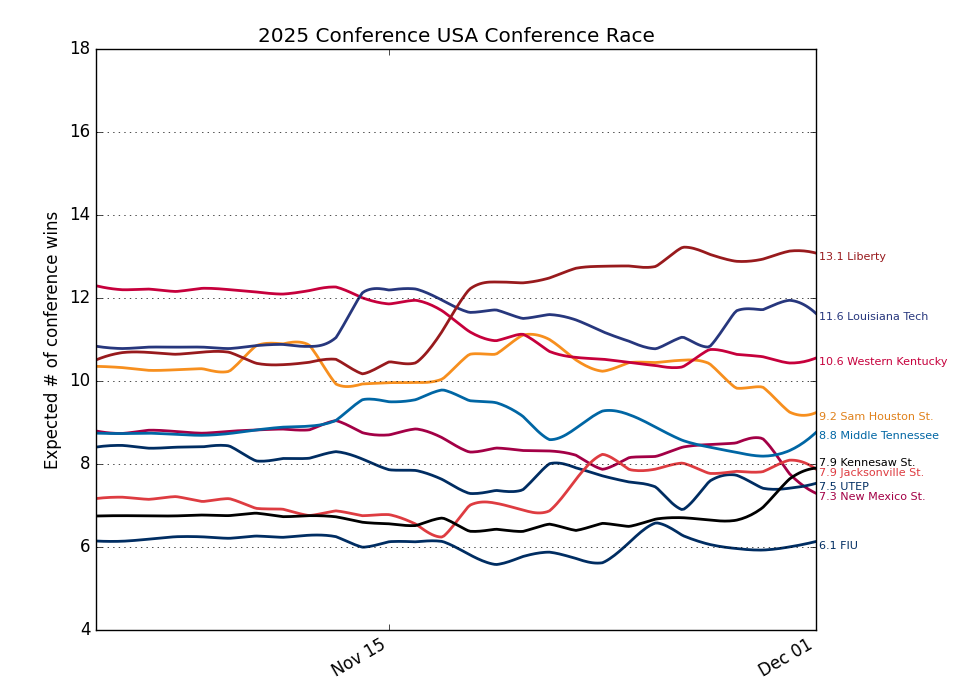 2025 Conference USA Conference Race
Expected # of conference wins
18
16
14
12
10
8
6
4
Nov 15
Dec 01
13.1 Liberty
11.6 Louisiana Tech
10.6 Western Kentucky
9.2 Sam Houston St.
8.8 Middle Tennessee
7.9 Kennesaw St.
7.9 Jacksonville St.
7.5 UTEP
7.3 New Mexico St.
6.1 FIU